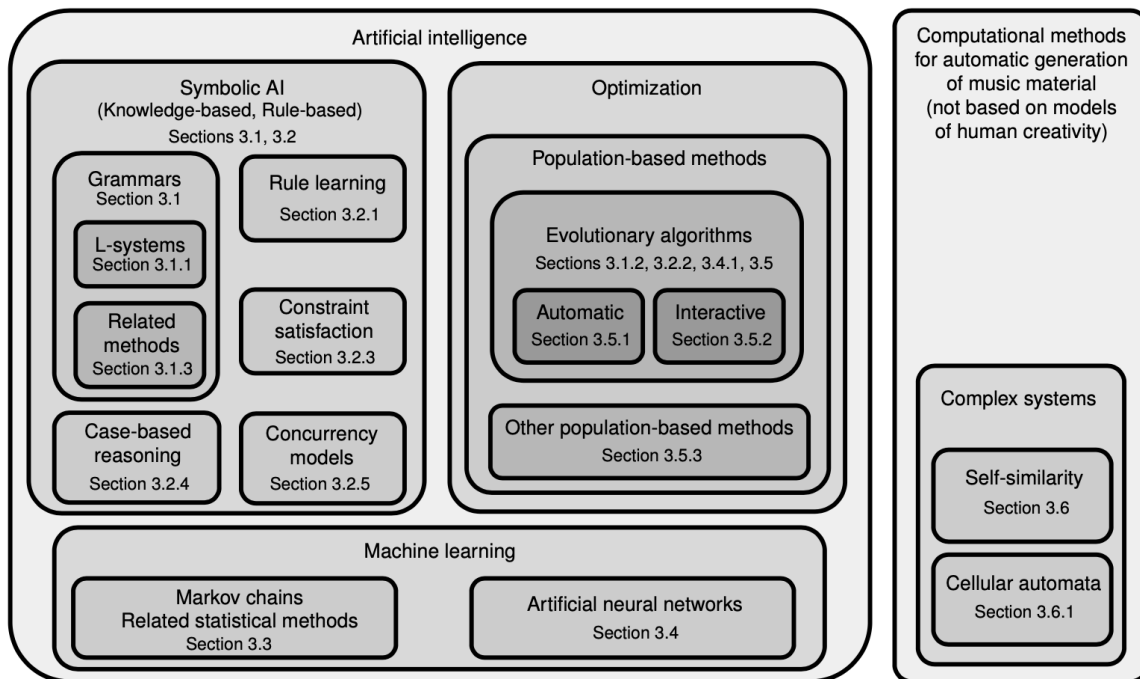 Artificial intelligence
Symbolic AI
(Knowledge-based, Rule-based)
Sections 3.1, 3.2
Grammars
Section 3.1
L-systems
Section 3.1.1
Related
methods
Section 3.1.3
Rule learning
Section 3.2.1
Constraint
satisfaction
Section 3.2.3
Case-based
reasoning
Section 3.2.4
Concurrency
models
Section 3.2.5
Optimization
Population-based methods
Evolutionary algorithms
Sections 3.1.2, 3.2.2, 3.4.1, 3.5
Automatic
Section 3.5.1
Interactive
Section 3.5.2
Other population-based methods
Section 3.5.3
Machine learning
Markov chains
Related statistical methods
Section 3.3
Artificial neural networks
Section 3.4
Computational methods
for automatic generation
of music material
(not based on models
of human creativity)
Complex systems
Self-similarity
Section 3.6
Cellular automata
Section 3.6.1